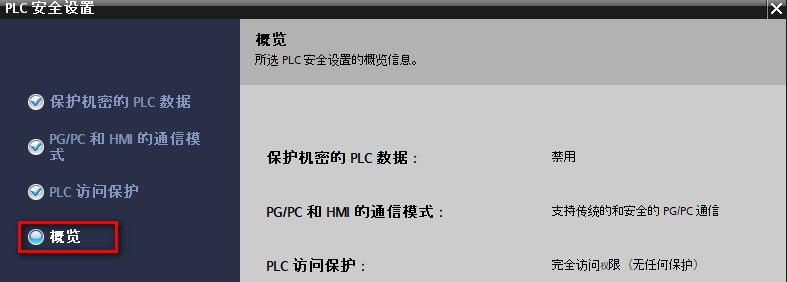 PLC 安全设置
概览
所选 PLC 安全设置的概览信息。
保护机密的 PLC 数据
PG/PC 和 HMI 的通信模
式
PLC 访问保护
概览
保护机密的 PLC 数据：
禁用
PG/PC 和 HMI 的通信模式：
支持传统的和安全的 PG/PC 通信
PLC 访问保护：
完全访问权限（无任何保护）